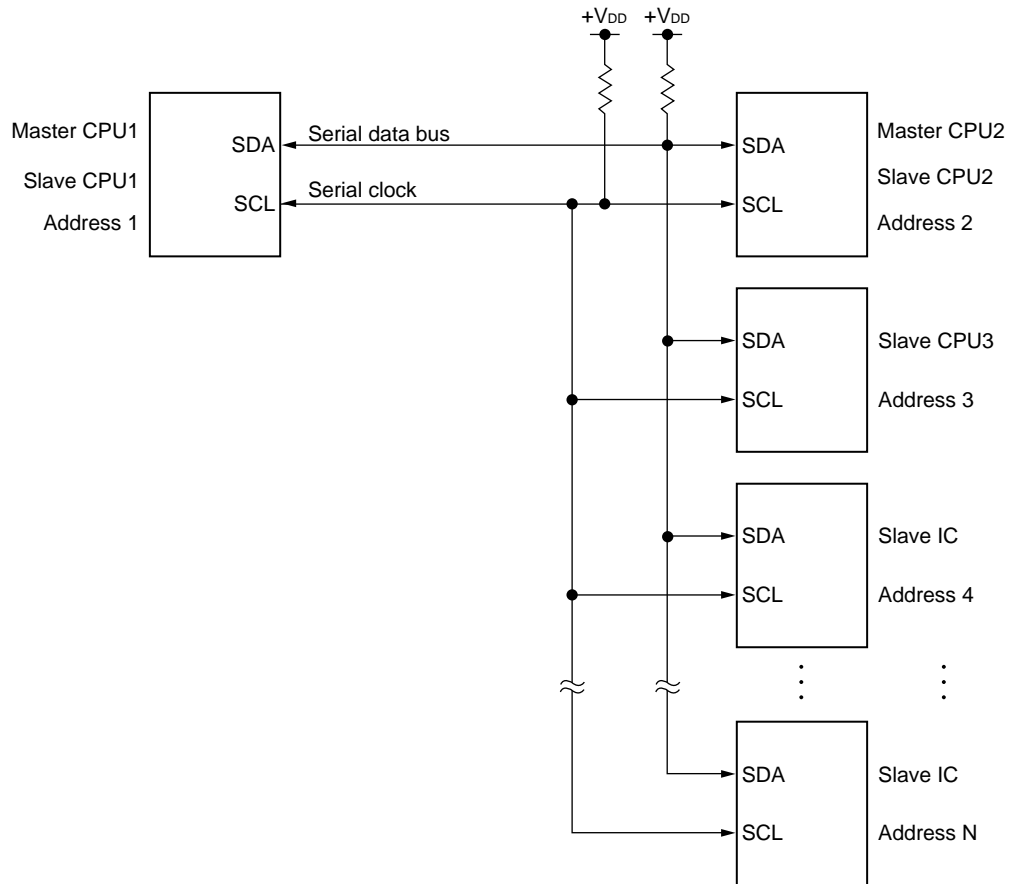 +VDD
+VDD
Master CPU1
Slave CPU1
Address 1
SDA
SCL
Serial data bus
Serial clock
SDA
SCL
Master CPU2
Slave CPU2
Address 2
SDA
SCL
Slave CPU3
Address 3
SDA
SCL
Slave IC
Address 4
SDA
SCL
Slave IC
Address N